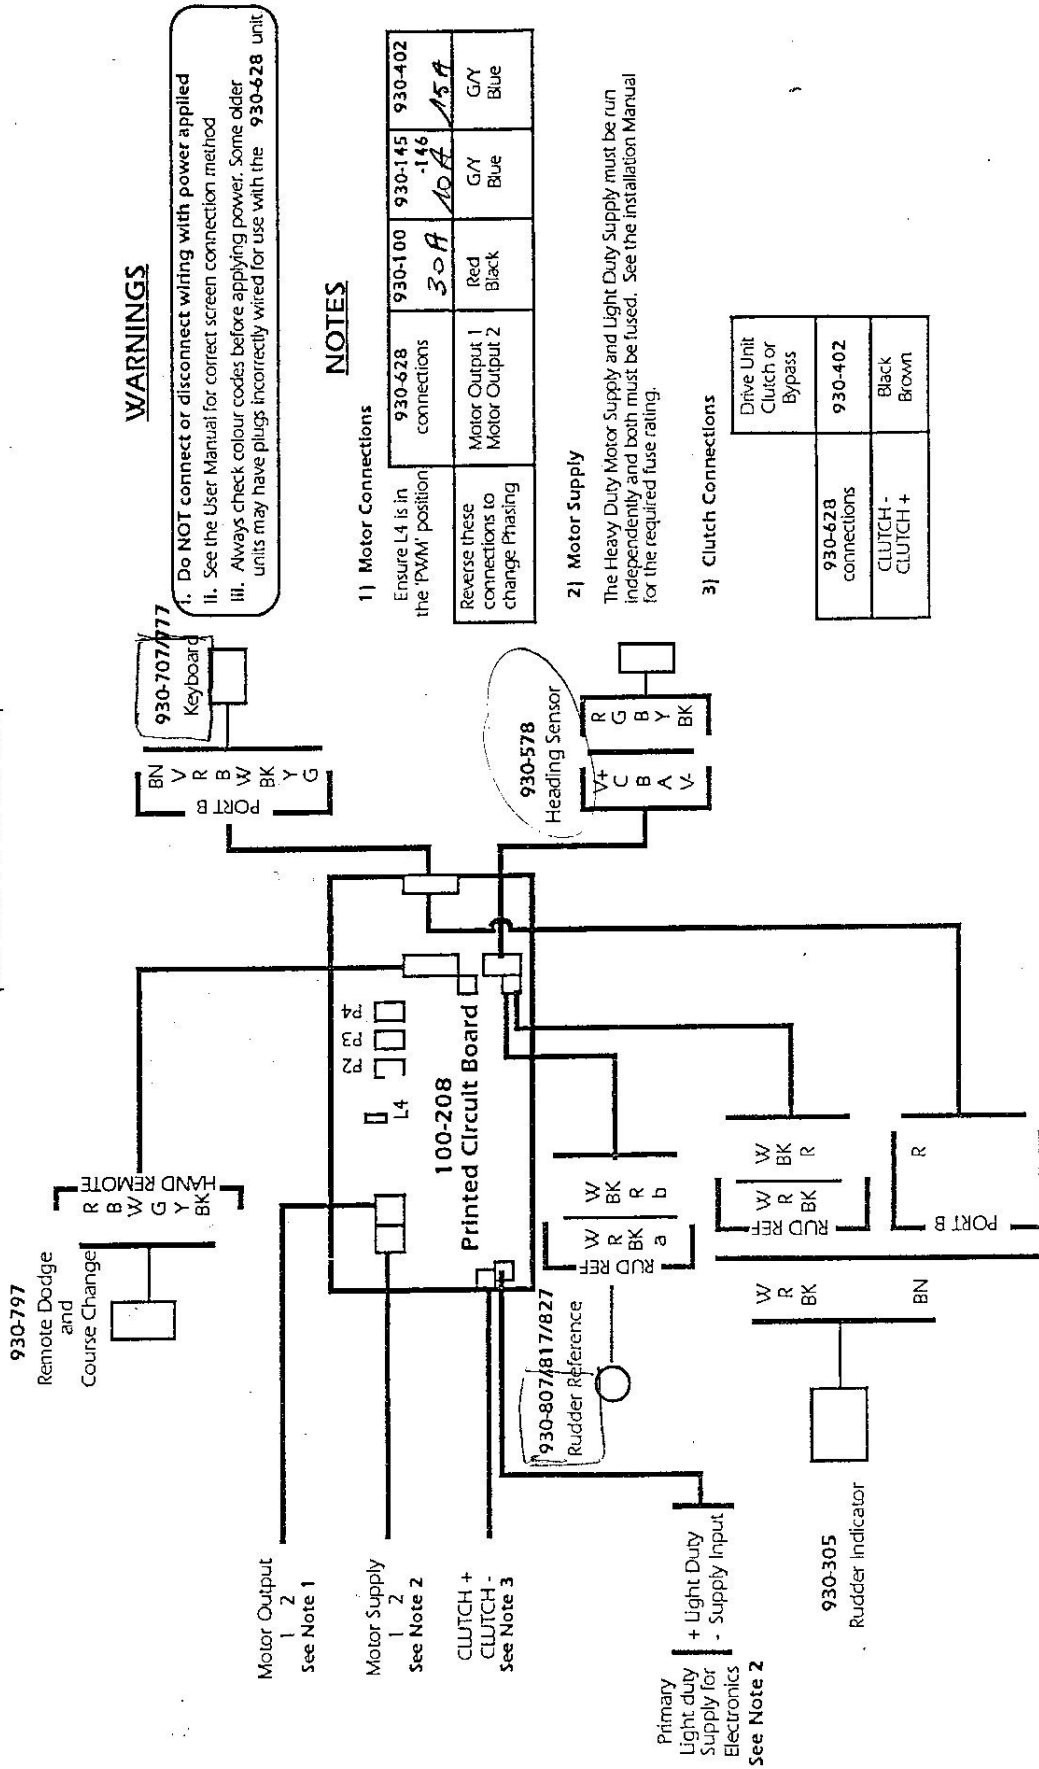 WARNINGS
i. Do NOT connect or disconnect wiring with power applied
ii. See the User Manual for correct screen connection method
iii. Always check colour codes before applying power. Some older
units may have plugs incorrectly wired for use with the 930-628 unit.
NOTES
1) Motor Connections
Ensure L4 is in
the 'PWM' position
930-628
connections
930-100
30A
930-145
-146
10A
930-402
15A
Reverse these
connections to
change Phasing
Motor Output 1
Motor Output 2
Red
Black
G/Y
Blue
G/Y
Blue
2) Motor Supply
The Heavy Duty Motor Supply and Light Duty Supply must be run
independently and both must be fused. See the installation Manual
for the required fuse rating.
3) Clutch Connections
Drive Unit
Clutch or
Bypass
930-628
connections
930-402
CLUTCH -
CLUTCH +
Black
Brown
930-707/777
Keyboard
BN
V
R
B
W
BK
Y
G
PORT B
930-578
Heading Sensor
V+
C
B
A
V-
R
G
B
Y
BK
930-797
Remote Dodge
and
Course Change
HAND REMOTE
R
B
W
G
Y
BK
P2
P3
P4
L4
100-208
Printed Circuit Board
Motor Output
1 2
See Note 1
Motor Supply
1 2
See Note 2
CLUTCH +
CLUTCH -
See Note 3
930-807/817/827
Rudder Reference
RUD REF
W
R
BK
a
W
BK
R
b
Primary
Light duty
Supply for
Electronics
See Note 2
+ Light Duty
- Supply Input
930-305
Rudder Indicator
W
R
BK
BN
RUD REF
W
R
BK
W
BK
R
PORT B
R